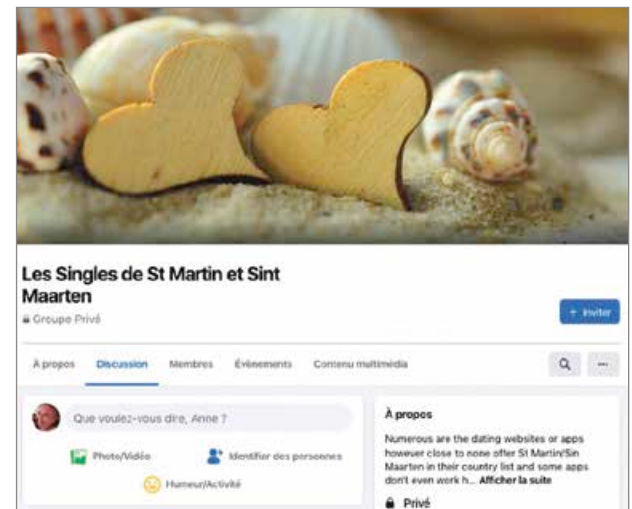 Les Singles de St Martin et Sint
Maarten
Groupe Privé
+ Inviter
À propos Discussion Membres Évènements Contenu multimédia
Que voulez-vous dire, Anne ?
Photo/Vidéo Identifier des personnes
Humeur/Activité
À propos
Numerous are the dating websites or apps
however close to none offer St Martin/Sin
Maarten in their country list and some apps
don't even work h... Afficher la suite
Privé